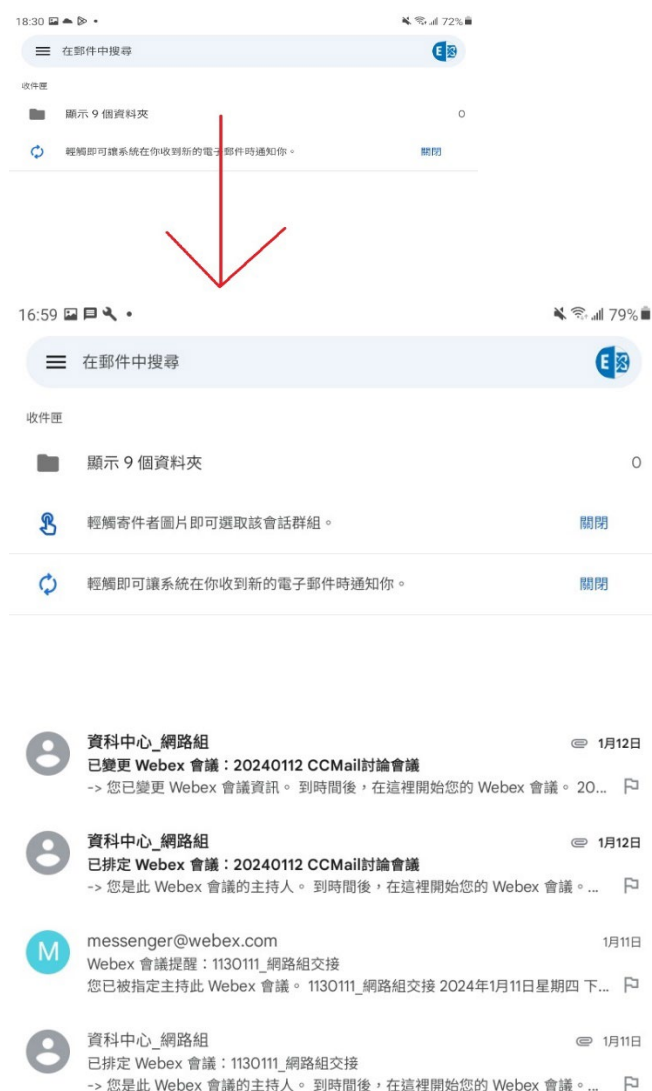 18:30 72%
在郵件中搜尋 E
收件匣
顯示 9 個資料夾 0
輕觸即可讓系統在你收到新的電子郵件時通知你。 關閉
16:59 79%
在郵件中搜尋 E
收件匣
顯示 9 個資料夾 0
輕觸寄件者圖片即可選取該會話群組。 關閉
輕觸即可讓系統在你收到新的電子郵件時通知你。 關閉
資科中心_網路組 1月12日
已變更 Webex 會議：20240112 CCMail討論會議
-> 您已變更 Webex 會議資訊。 到時間後，在這裡開始您的 Webex 會議。 20...
資科中心_網路組 1月12日
已排定 Webex 會議：20240112 CCMail討論會議
-> 您是此 Webex 會議的主持人。 到時間後，在這裡開始您的 Webex 會議。...
M messenger@webex.com 1月11日
Webex 會議提醒：1130111_網路組交接
您已被指定主持此 Webex 會議。 1130111_網路組交接 2024年1月11日星期四 下...
資科中心_網路組 1月11日
已排定 Webex 會議：1130111_網路組交接
-> 您是此 Webex 會議的主持人。 到時間後，在這裡開始您的 Webex 會議。...